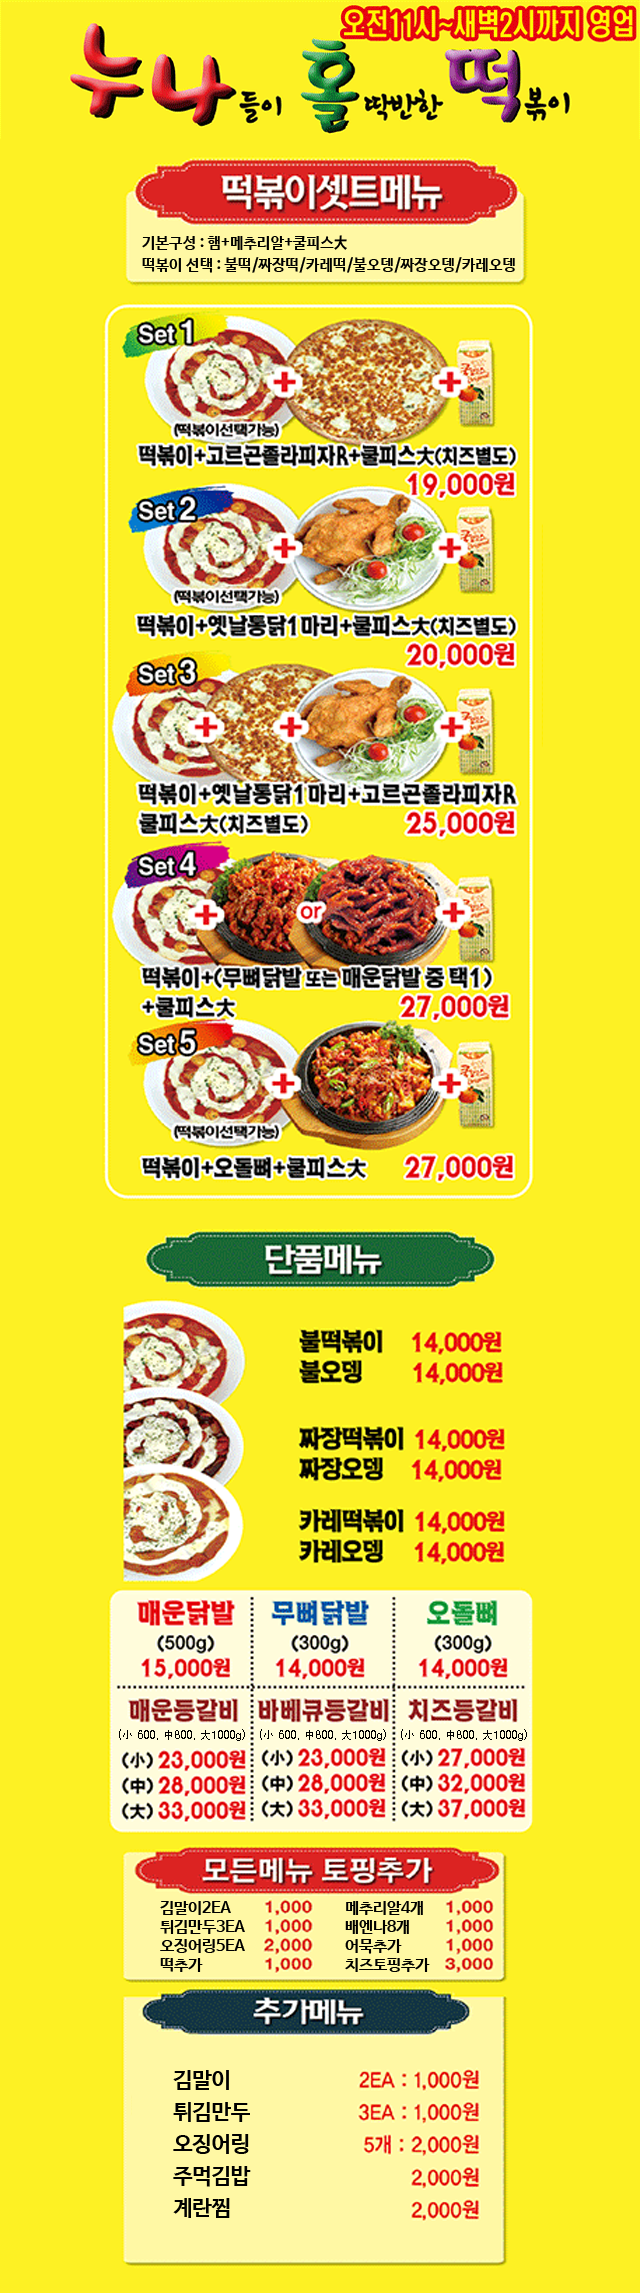 오전11시~새벽2시까지 영업
누나들이 홀딱반한 떡볶이
떡볶이셋트메뉴
기본구성 : 햄+메추리알+쿨피스大
떡볶이 선택 : 불떡/짜장떡/카레떡/불오뎅/짜장오뎅/카레오뎅
Set 1
(떡볶이선택가능)
떡볶이+고르곤졸라피자R+쿨피스大(치즈별도)
19,000원
Set 2
(떡볶이선택가능)
떡볶이+옛날통닭1마리+쿨피스大(치즈별도)
20,000원
Set 3
떡볶이+옛날통닭1마리+고르곤졸라피자R
쿨피스大(치즈별도) 25,000원
Set 4
or
떡볶이+(무뼈닭발 또는 매운닭발 중 택1)
+쿨피스大 27,000원
Set 5
(떡볶이선택가능)
떡볶이+오돌뼈+쿨피스大 27,000원
단품메뉴
불떡볶이 14,000원
불오뎅 14,000원
짜장떡볶이 14,000원
짜장오뎅 14,000원
카레떡볶이 14,000원
카레오뎅 14,000원
매운닭발 무뼈닭발 오돌뼈
(500g) (300g) (300g)
15,000원 14,000원 14,000원
매운등갈비 바베큐등갈비 치즈등갈비
(小 600, 中800, 大1000g) (小 600, 中800, 大1000g) (小 600, 中800, 大1000g)
(小) 23,000원 (小) 23,000원 (小) 27,000원
(中) 28,000원 (中) 28,000원 (中) 32,000원
(大) 33,000원 (大) 33,000원 (大) 37,000원
모든메뉴 토핑추가
김말이2EA 1,000 메추리알4개 1,000
튀김만두3EA 1,000 배엔나8개 1,000
오징어링5EA 2,000 어묵추가 1,000
떡추가 1,000 치즈토핑추가 3,000
추가메뉴
김말이 2EA : 1,000원
튀김만두 3EA : 1,000원
오징어링 5개 : 2,000원
주먹김밥 2,000원
계란찜 2,000원